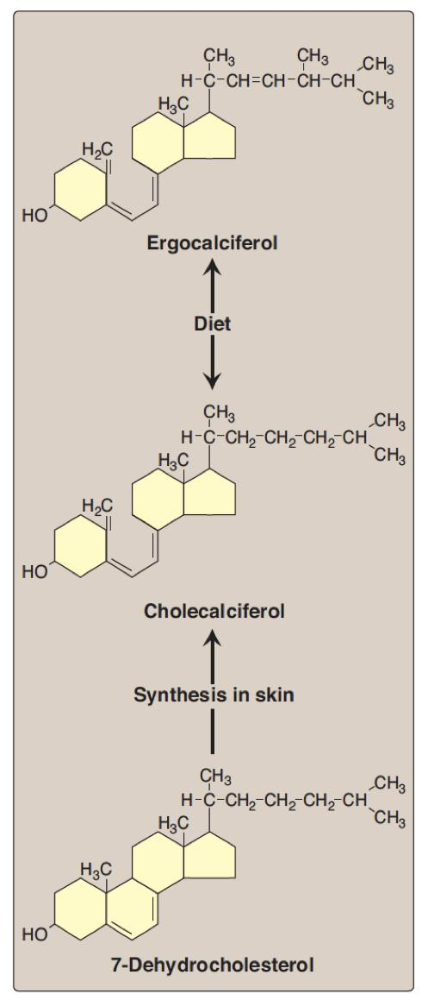 CH3 CH3 CH3
H-C-CH=CH-CH-CH
CH3
H3C
H2C
HO
Ergocalciferol
Diet
CH3 CH3
H-C-CH2-CH2-CH2-CH
CH3
H3C
H2C
HO
Cholecalciferol
Synthesis in skin
CH3 CH3
H-C-CH2-CH2-CH2-CH
CH3
H3C
H3C
HO
7-Dehydrocholesterol